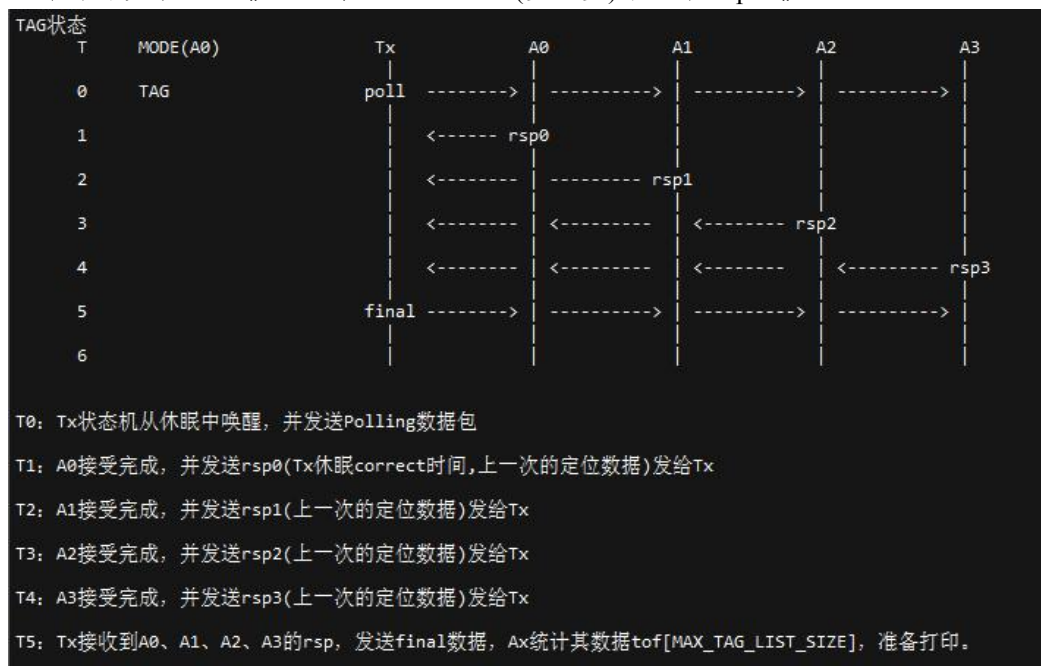 TAG状态
T MODE(A0) Tx A0 A1 A2 A3
0 TAG poll --------> | ----------> | ----------> | ----------> |
1 | <------ rsp0
2 | <-------- | --------- rsp1
3 | <-------- | <--------- | <-------- rsp2
4 | <-------- | <--------- | <-------- | <--------- rsp3
5 final --------> | ----------> | ----------> | ----------> |
6
T0：Tx状态机从休眠中唤醒，并发送Polling数据包
T1：A0接受完成，并发送rsp0(Tx休眠correct时间,上一次的定位数据)发给Tx
T2：A1接受完成，并发送rsp1(上一次的定位数据)发给Tx
T3：A2接受完成，并发送rsp2(上一次的定位数据)发给Tx
T4：A3接受完成，并发送rsp3(上一次的定位数据)发给Tx
T5：Tx接收到A0、A1、A2、A3的rsp，发送final数据，Ax统计其数据tof[MAX_TAG_LIST_SIZE]，准备打印。